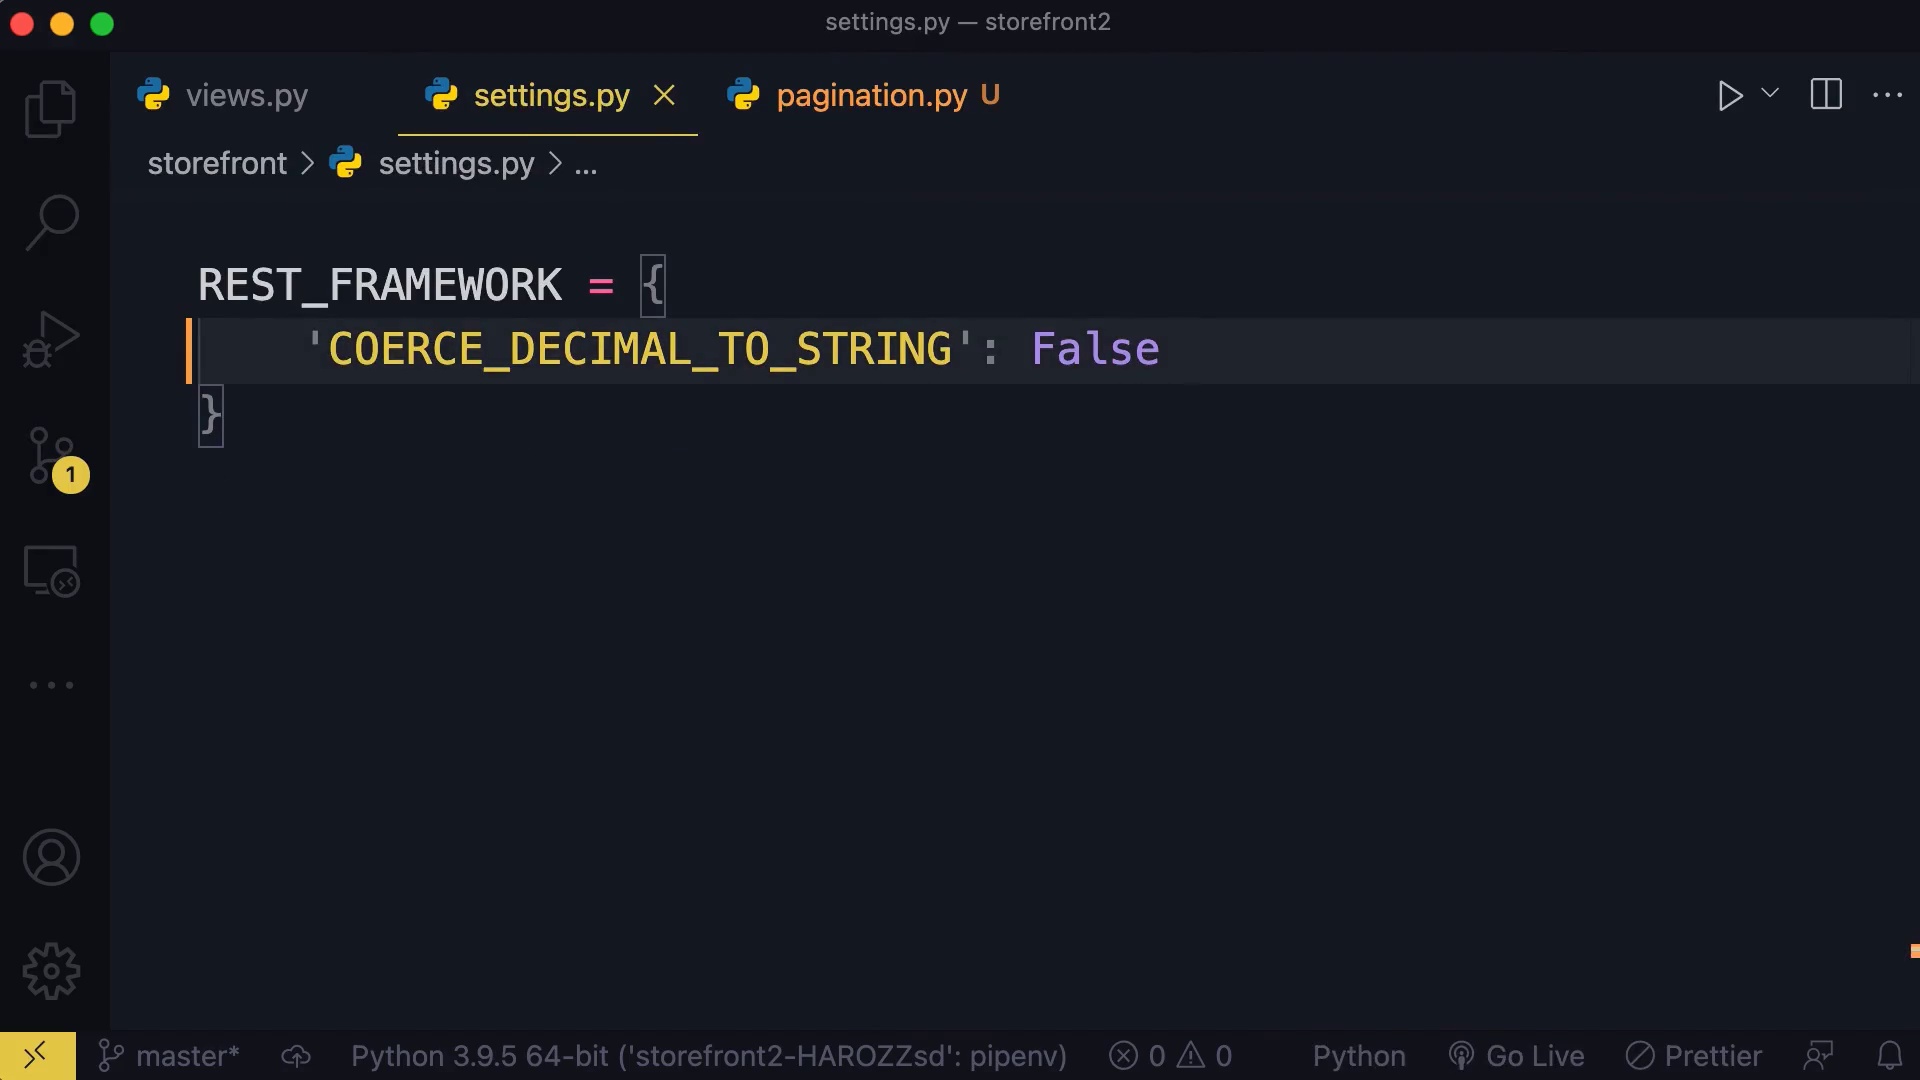 settings.py — storefront2
views.py settings.py pagination.py U
storefront > settings.py > ...
REST_FRAMEWORK = {
    'COERCE_DECIMAL_TO_STRING': False
}
1
master* Python 3.9.5 64-bit ('storefront2-HAROZZsd': pipenv) 0 0 Python Go Live Prettier